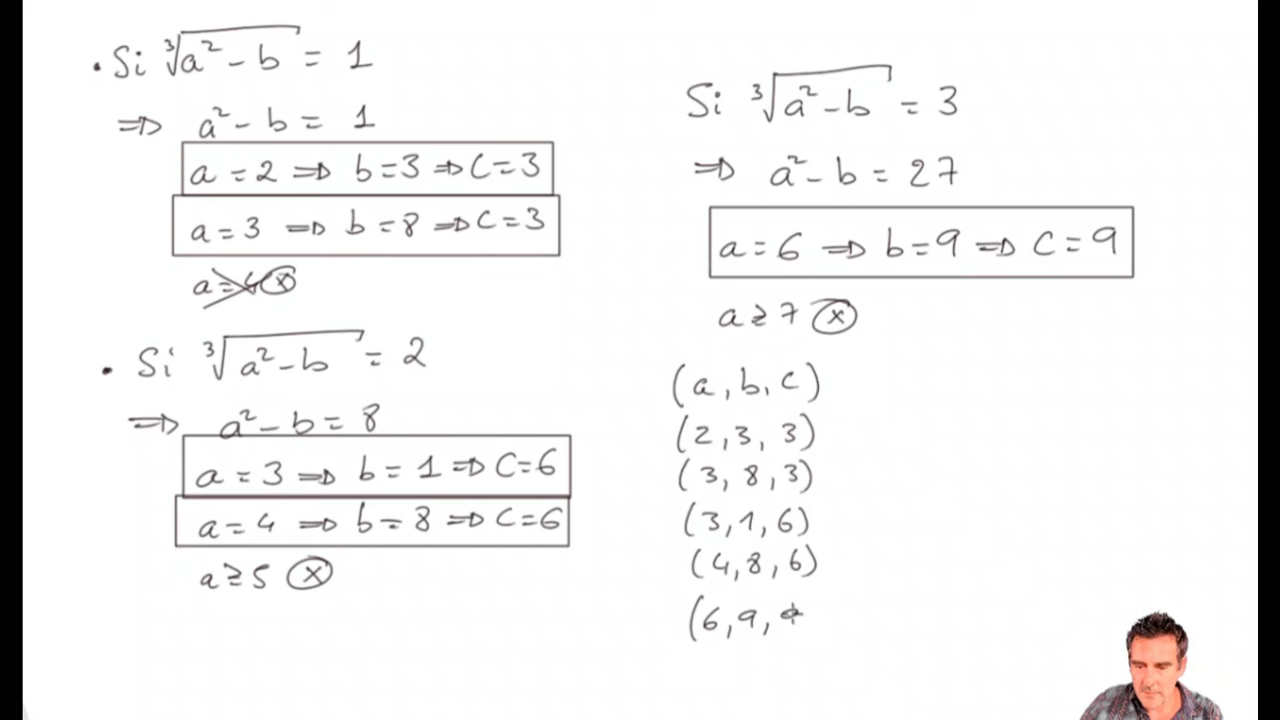 • Si ∛(a² - b) = 1
⇒ a² - b = 1
a = 2 ⇒ b = 3 ⇒ C = 3
a = 3 ⇒ b = 8 ⇒ C = 3
a = 4 ⓧ
• Si ∛(a² - b) = 2
⇒ a² - b = 8
a = 3 ⇒ b = 1 ⇒ C = 6
a = 4 ⇒ b = 8 ⇒ C = 6
a ≥ 5 ⓧ
Si ∛(a² - b) = 3
⇒ a² - b = 27
a = 6 ⇒ b = 9 ⇒ C = 9
a ≥ 7 ⓧ
(a, b, c)
(2, 3, 3)
(3, 8, 3)
(3, 1, 6)
(4, 8, 6)
(6, 9,